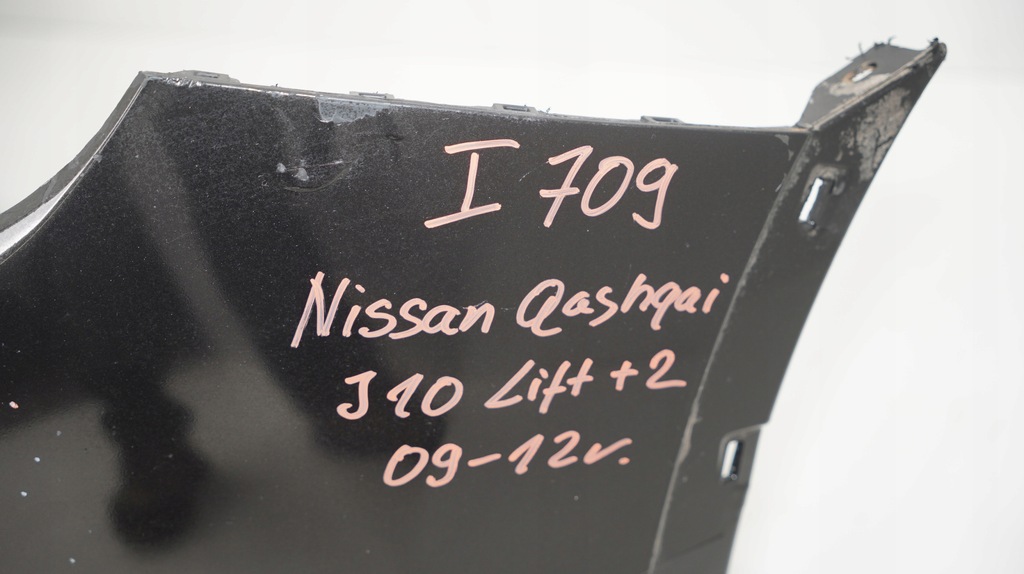 I 709
Nissan Qashqai
J10 Lift +2
09-12r.